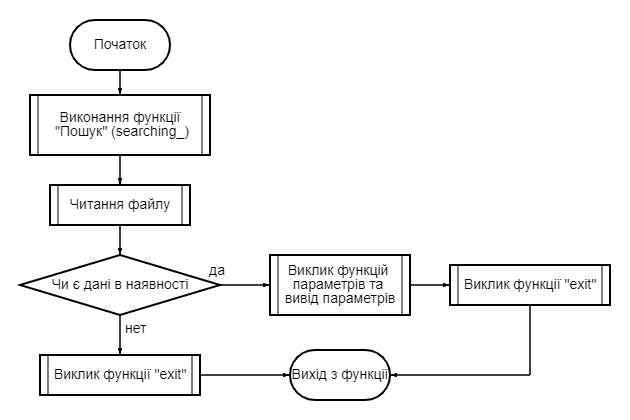 Початок
Виконання функції
"Пошук" (searching_)
Читання файлу
Чи є дані в наявності
да
Виклик функцій
параметрів та
вивід параметрів
Виклик функції "exit"
нет
Виклик функції "exit"
Вихід з функції